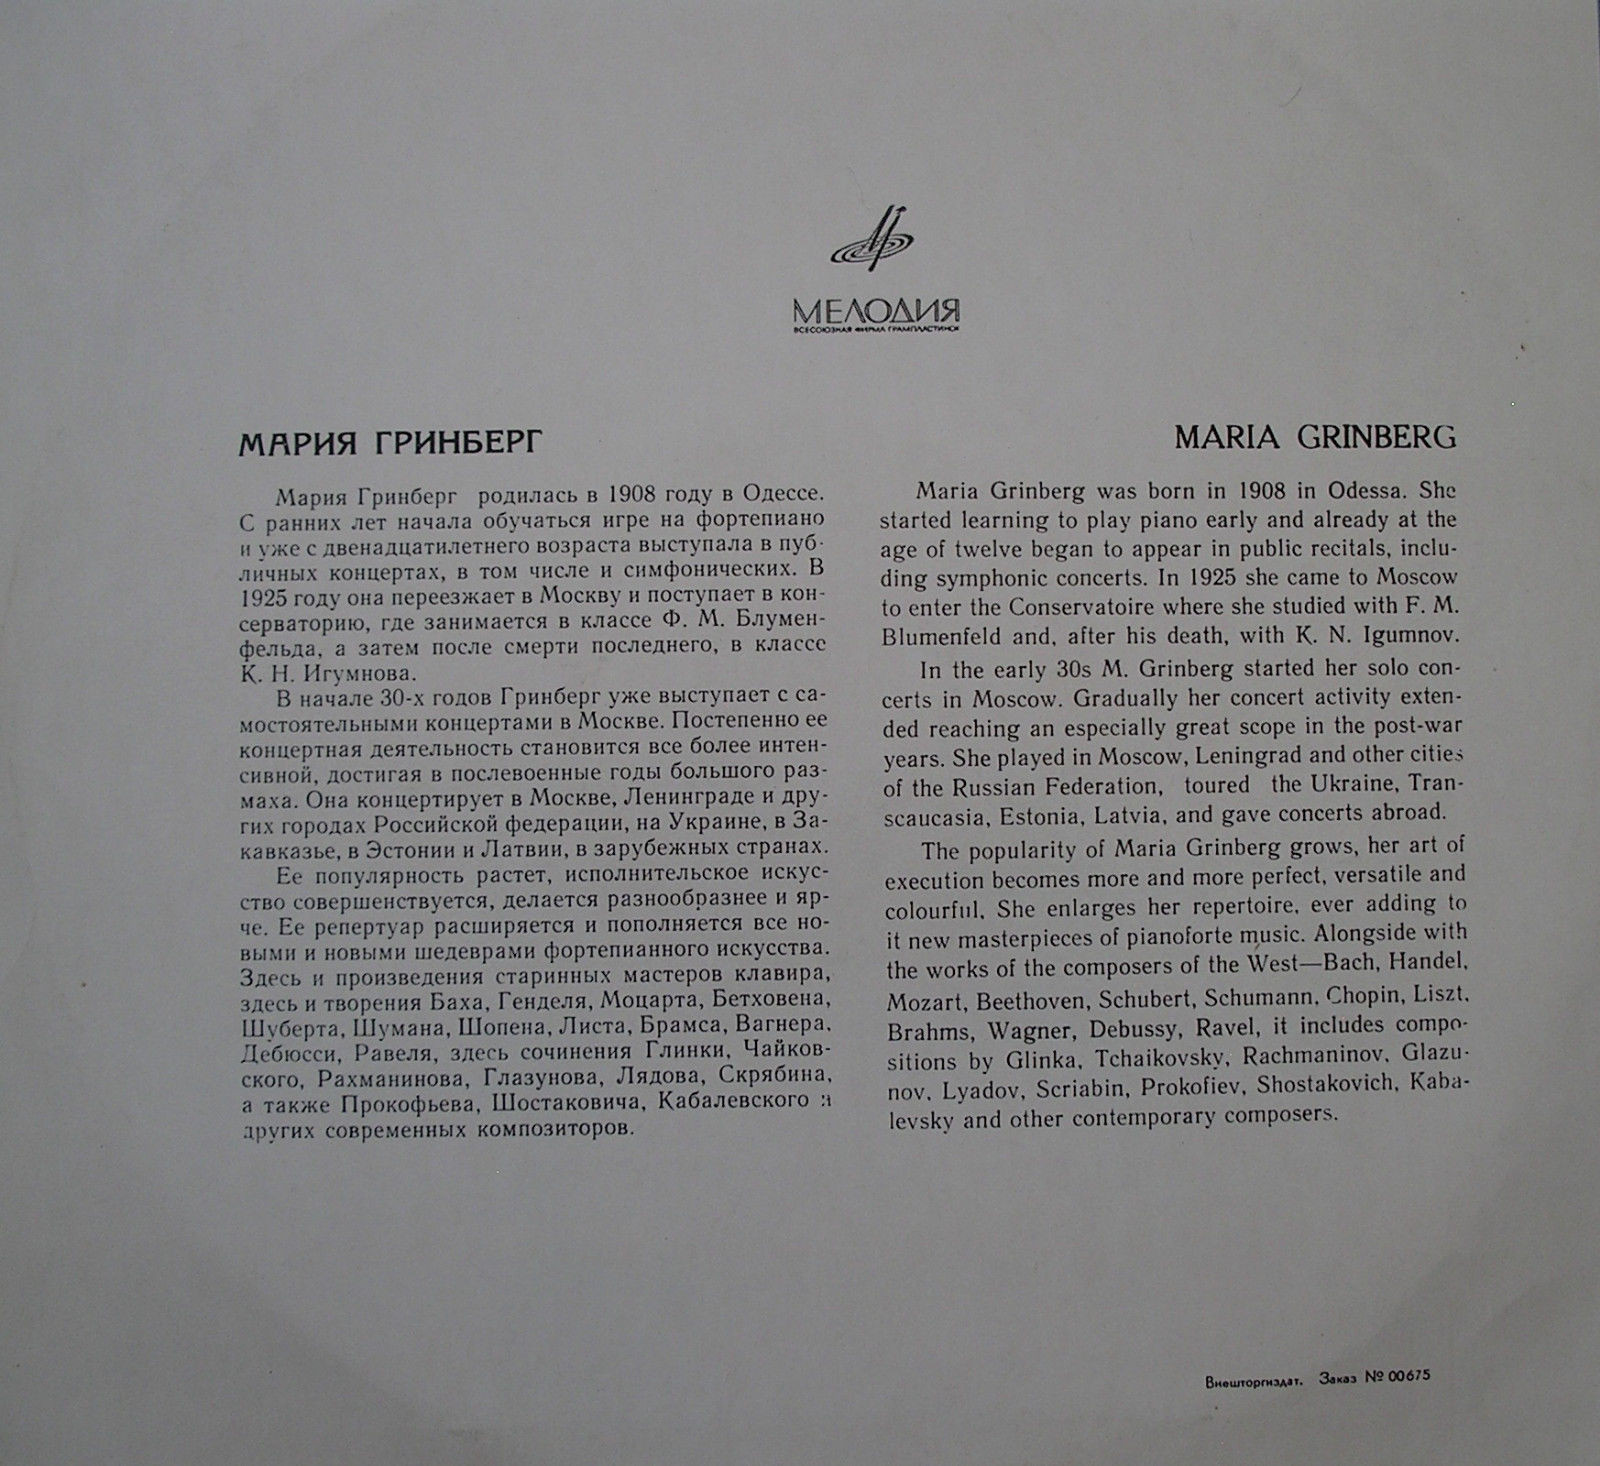 МЕЛОДИЯ
ВСЕСОЮЗНАЯ ФИРМА ГРАМПЛАСТИНОК
МАРИЯ ГРИНБЕРГ
Мария Гринберг родилась в 1908 году в Одессе.
С ранних лет начала обучаться игре на фортепиано
и уже с двенадцатилетнего возраста выступала в пуб-
личных концертах, в том числе и симфонических. В
1925 году она переезжает в Москву и поступает в кон-
серваторию, где занимается в классе Ф. М. Блумен-
фельда, а затем после смерти последнего, в классе
К. Н. Игумнова.
В начале 30-х годов Гринберг уже выступает с са-
мостоятельными концертами в Москве. Постепенно ее
концертная деятельность становится все более интен-
сивной, достигая в послевоенные годы большого раз-
маха. Она концертирует в Москве, Ленинграде и дру-
гих городах Российской федерации, на Украине, в За-
кавказье, в Эстонии и Латвии, в зарубежных странах.
Ее популярность растет, исполнительское искус-
ство совершенствуется, делается разнообразнее и яр-
че. Ее репертуар расширяется и пополняется все но-
выми и новыми шедеврами фортепианного искусства.
Здесь и произведения старинных мастеров клавира,
здесь и творения Баха, Генделя, Моцарта, Бетховена,
Шуберта, Шумана, Шопена, Листа, Брамса, Вагнера,
Дебюсси, Равеля, здесь сочинения Глинки, Чайков-
ского, Рахманинова, Глазунова, Лядова, Скрябина,
а также Прокофьева, Шостаковича, Кабалевского и
других современных композиторов.
MARIA GRINBERG
Maria Grinberg was born in 1908 in Odessa. She
started learning to play piano early and already at the
age of twelve began to appear in public recitals, inclu-
ding symphonic concerts. In 1925 she came to Moscow
to enter the Conservatoire where she studied with F. M.
Blumenfeld and, after his death, with K. N. Igumnov.
In the early 30s M. Grinberg started her solo con-
certs in Moscow. Gradually her concert activity exten-
ded reaching an especially great scope in the post-war
years. She played in Moscow, Leningrad and other cities
of the Russian Federation, toured the Ukraine, Tran-
scaucasia, Estonia, Latvia, and gave concerts abroad.
The popularity of Maria Grinberg grows, her art of
execution becomes more and more perfect, versatile and
colourful. She enlarges her repertoire, ever adding to
it new masterpieces of pianoforte music. Alongside with
the works of the composers of the West—Bach, Handel,
Mozart, Beethoven, Schubert, Schumann, Chopin, Liszt,
Brahms, Wagner, Debussy, Ravel, it includes compo-
sitions by Glinka, Tchaikovsky, Rachmaninov, Glazu-
nov, Lyadov, Scriabin, Prokofiev, Shostakovich, Kaba-
levsky and other contemporary composers.
Внешторгиздат. Заказ № 00675